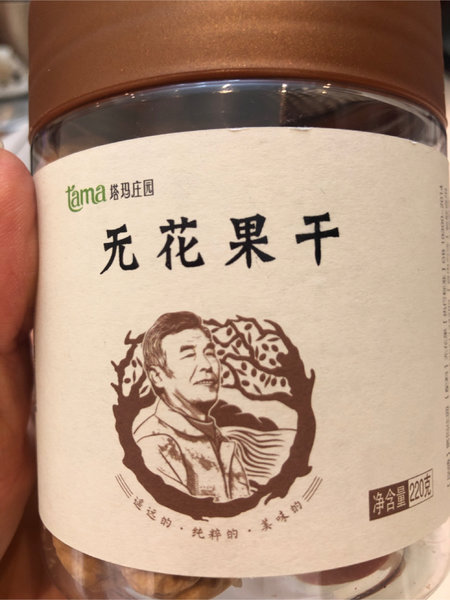 tama 塔玛庄园
无花果干
遥远的·纯粹的·美味的
净含量 220克